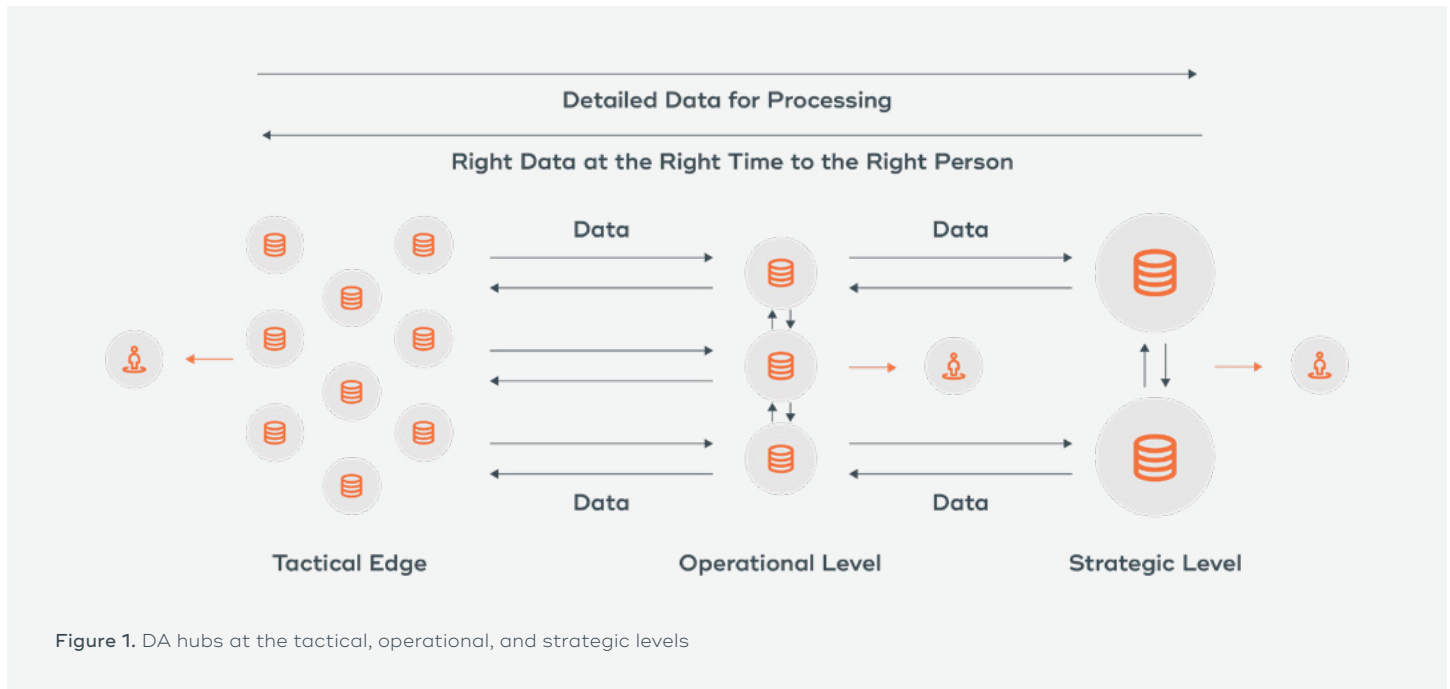 Detailed Data for Processing
Right Data at the Right Time to the Right Person
Data
Data
Data
Data
Tactical Edge
Operational Level
Strategic Level
Figure 1. DA hubs at the tactical, operational, and strategic levels